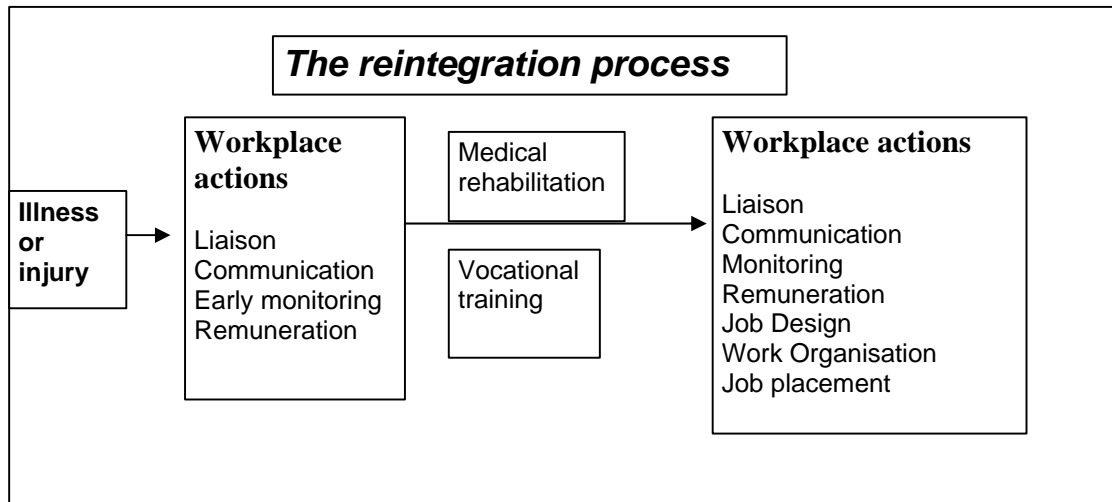 The reintegration process
Illness
or
injury
Workplace
actions
Liaison
Communication
Early monitoring
Remuneration
Medical
rehabilitation
Vocational
training
Workplace actions
Liaison
Communication
Monitoring
Remuneration
Job Design
Work Organisation
Job placement